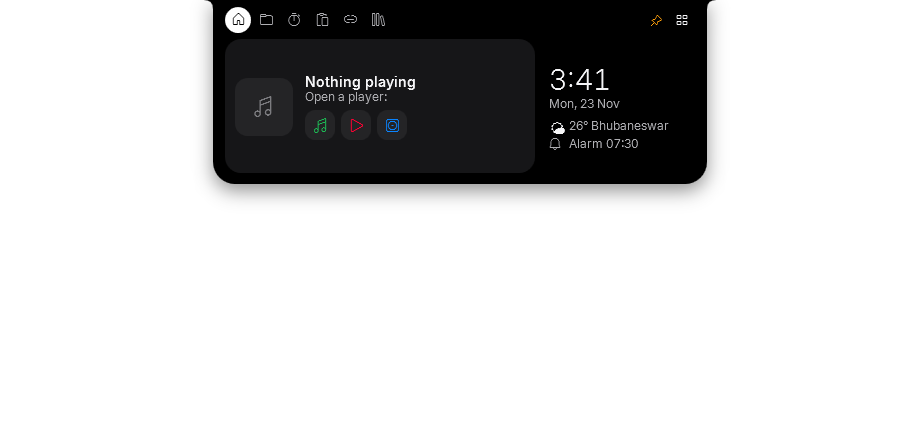 Nothing playing
Open a player:
3:41
Mon, 23 Nov
26° Bhubaneswar
Alarm 07:30